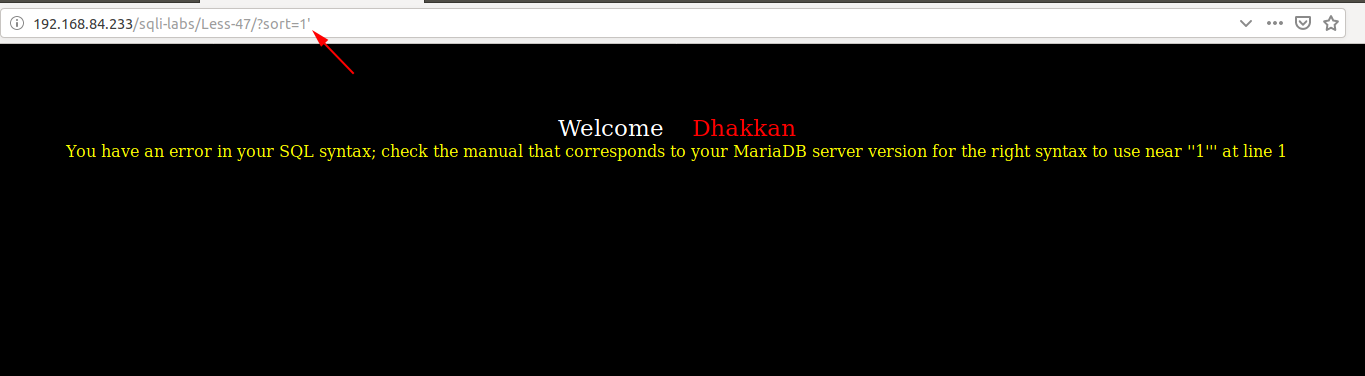 192.168.84.233/sqli-labs/Less-47/?sort=1'
Welcome Dhakkan
You have an error in your SQL syntax; check the manual that corresponds to your MariaDB server version for the right syntax to use near ''1''' at line 1